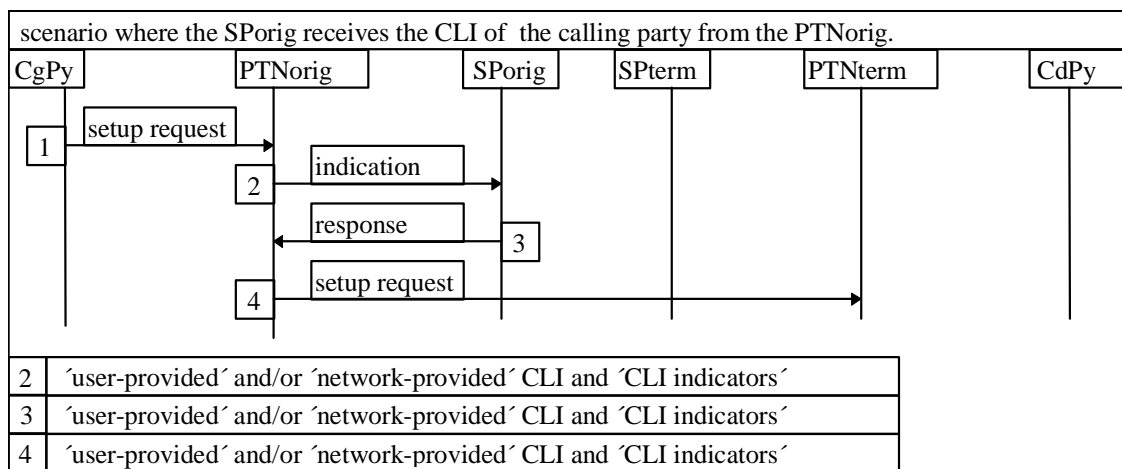 scenario where the SPorig receives the CLI of the calling party from the PTNorig.
CgPy PTNorig SPorig SPterm PTNterm CdPy
1 setup request
2 indication
response 3
4 setup request
2 ´user-provided´ and/or ´network-provided´ CLI and ´CLI indicators´
3 ´user-provided´ and/or ´network-provided´ CLI and ´CLI indicators´
4 ´user-provided´ and/or ´network-provided´ CLI and ´CLI indicators´